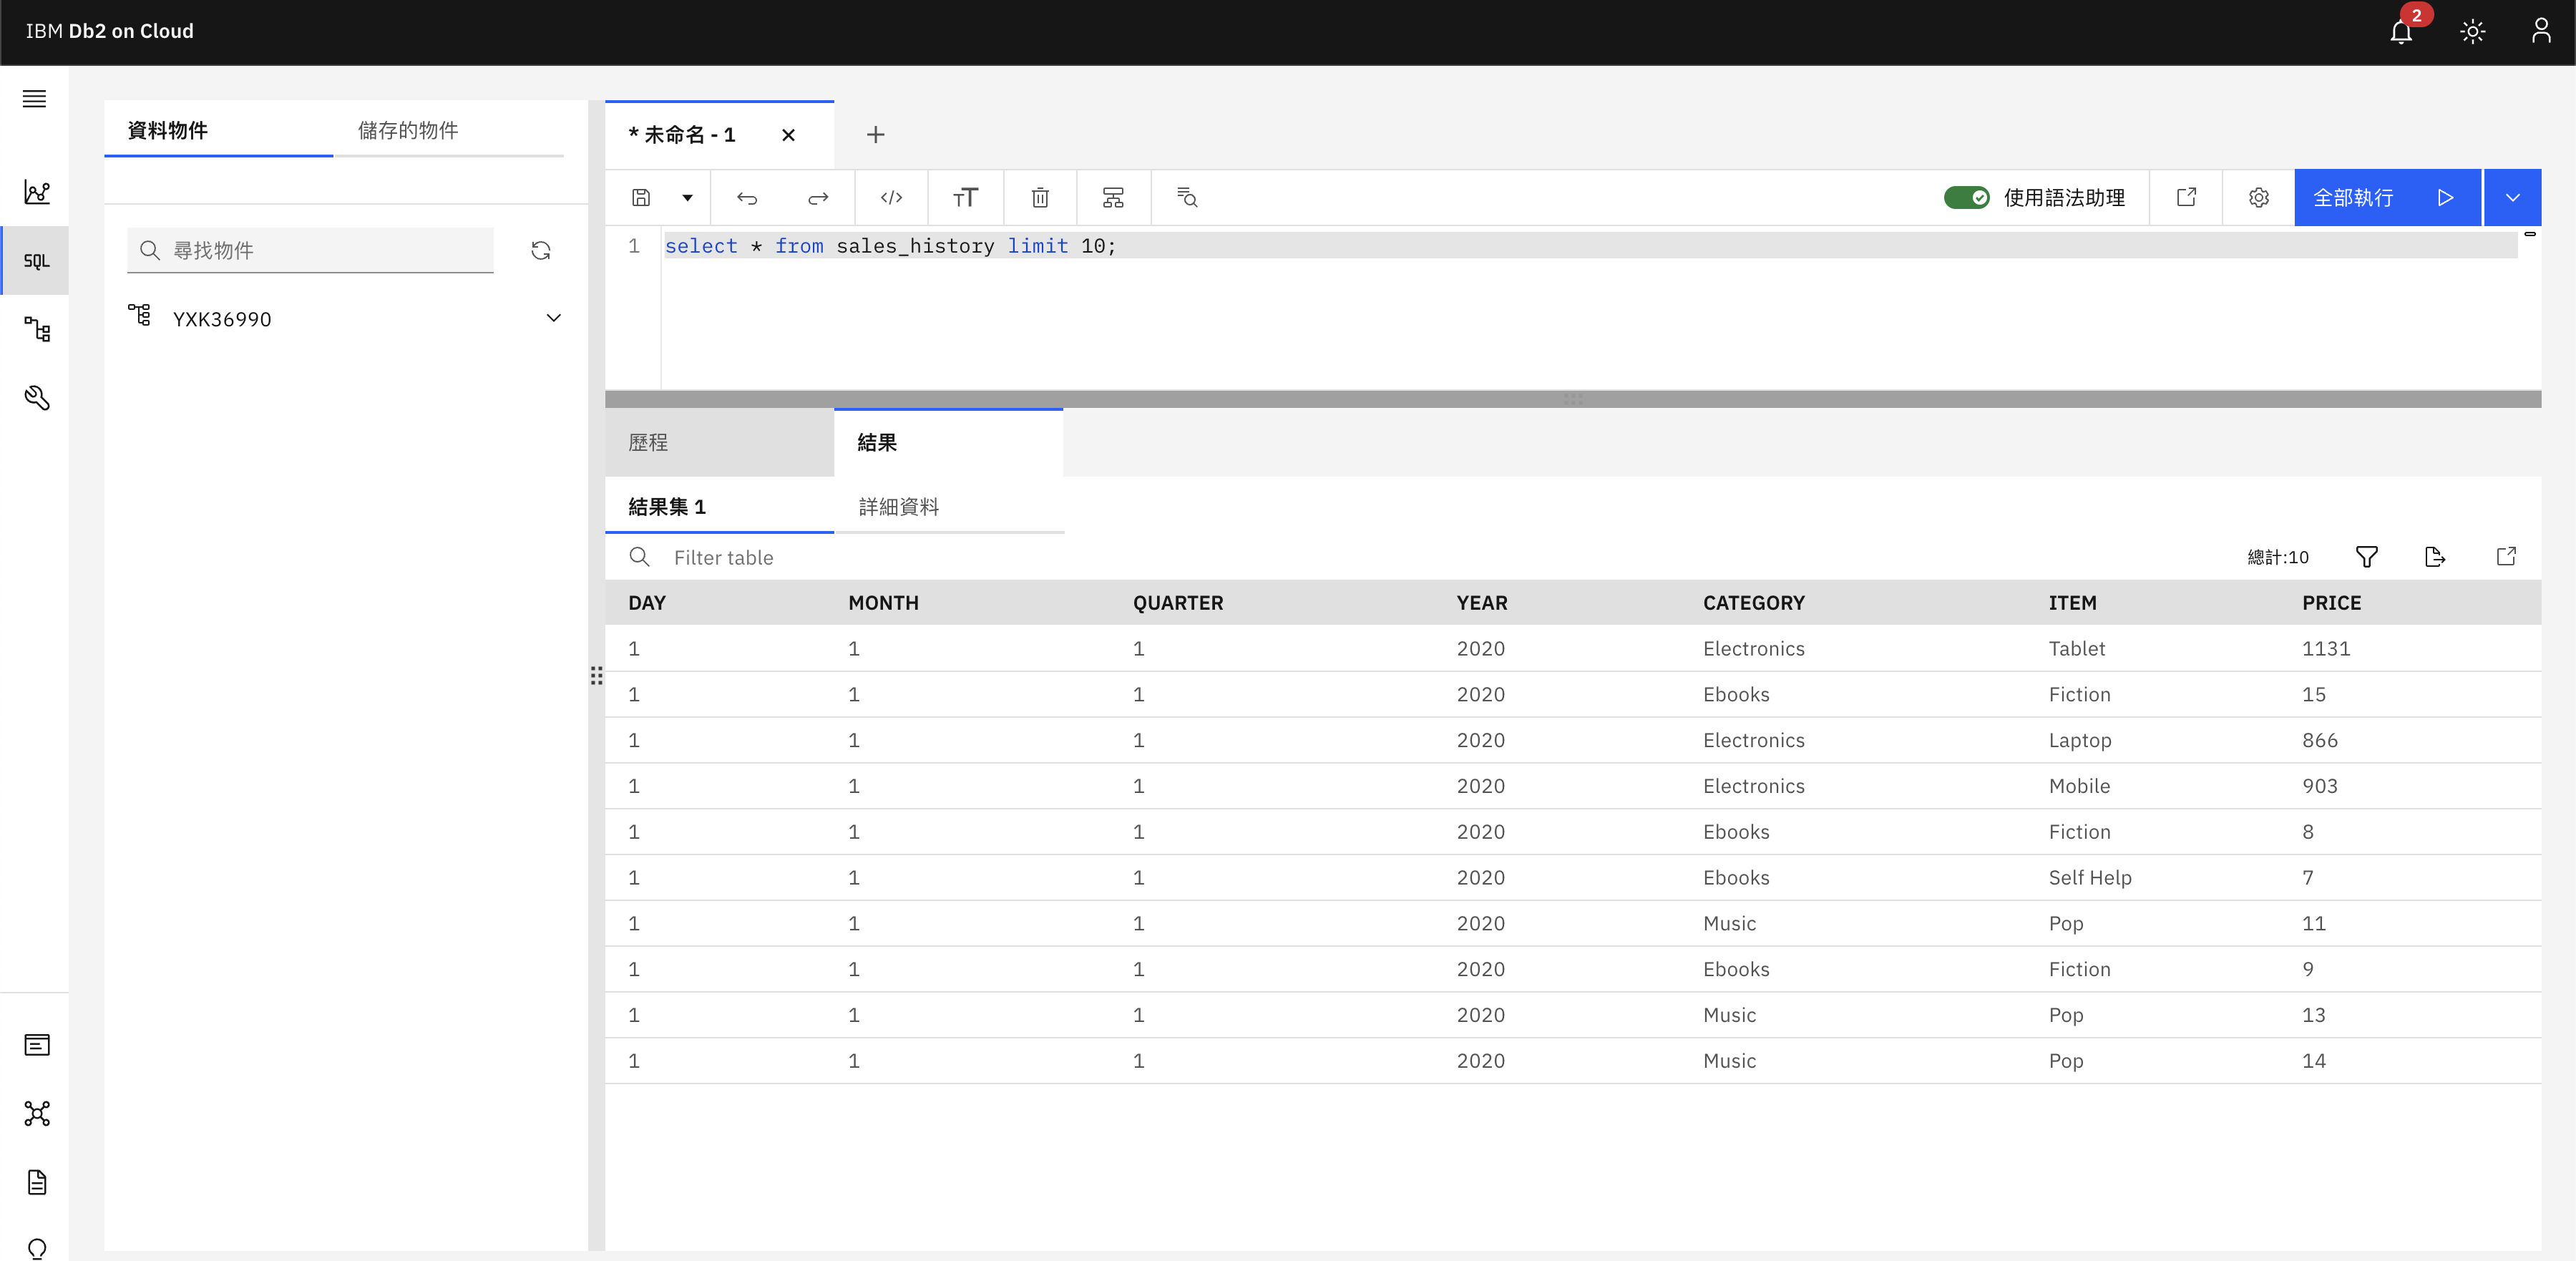 IBM Db2 on Cloud
2
資料物件 儲存的物件
* 未命名 - 1
使用語法助理 全部執行
SQL
尋找物件
1 select * from sales_history limit 10;
YXK36990
歷程 結果
結果集 1 詳細資料
Filter table 總計:10
DAY MONTH QUARTER YEAR CATEGORY ITEM PRICE
1 1 1 2020 Electronics Tablet 1131
1 1 1 2020 Ebooks Fiction 15
1 1 1 2020 Electronics Laptop 866
1 1 1 2020 Electronics Mobile 903
1 1 1 2020 Ebooks Fiction 8
1 1 1 2020 Ebooks Self Help 7
1 1 1 2020 Music Pop 11
1 1 1 2020 Ebooks Fiction 9
1 1 1 2020 Music Pop 13
1 1 1 2020 Music Pop 14